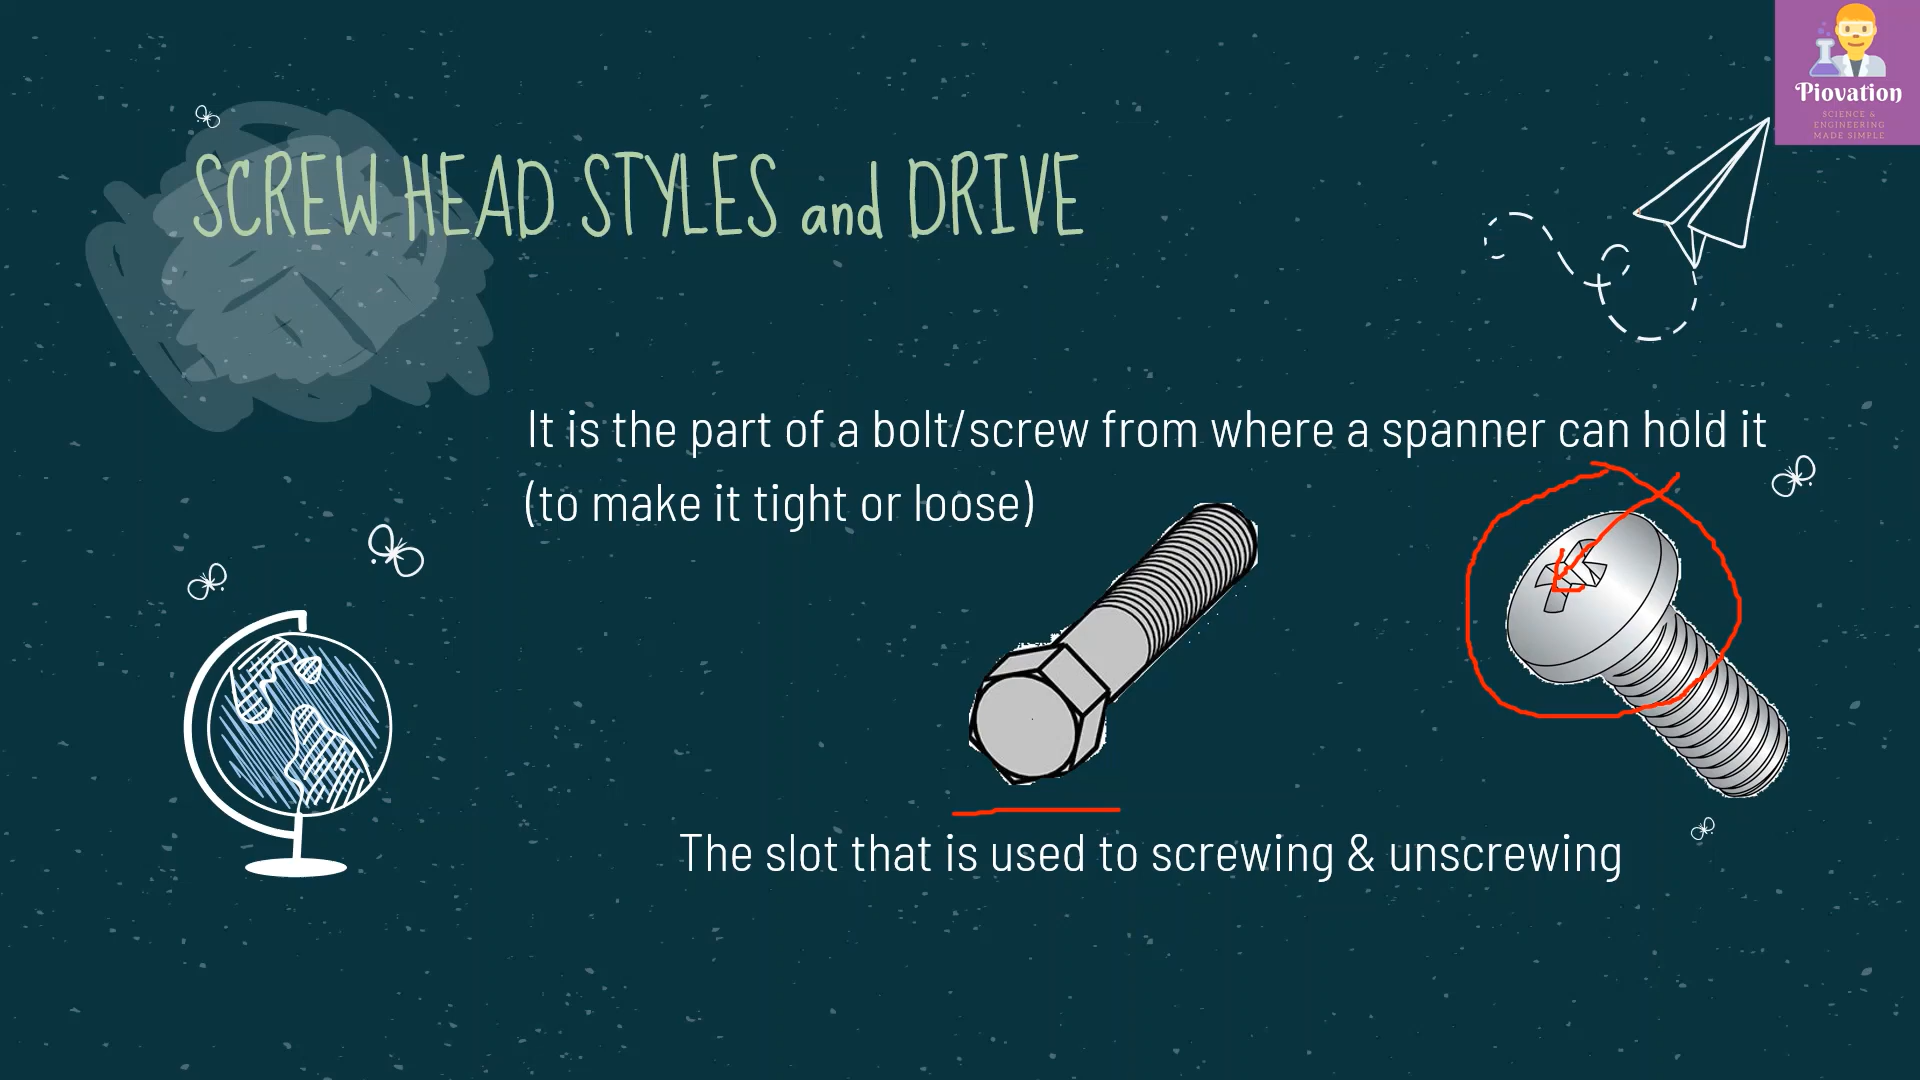 Piovation
SCIENCE &
ENGINEERING
MADE SIMPLE
SCREW HEAD STYLES and DRIVE
It is the part of a bolt/screw from where a spanner can hold it
(to make it tight or loose)
The slot that is used to screwing & unscrewing